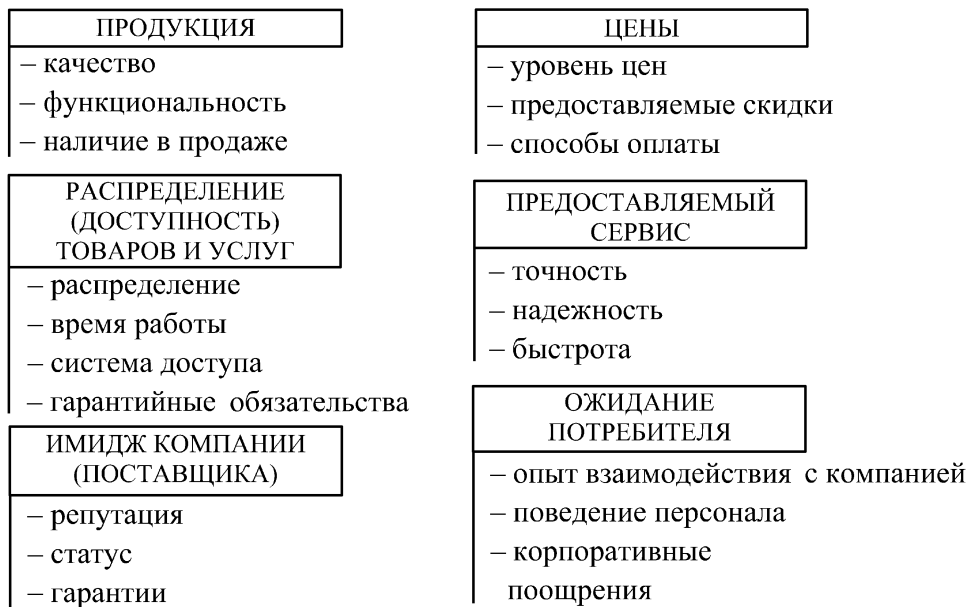 ПРОДУКЦИЯ
– качество
– функциональность
– наличие в продаже
РАСПРЕДЕЛЕНИЕ
(ДОСТУПНОСТЬ)
ТОВАРОВ И УСЛУГ
– распределение
– время работы
– система доступа
– гарантийные обязательства
ИМИДЖ КОМПАНИИ
(ПОСТАВЩИКА)
– репутация
– статус
– гарантии
ЦЕНЫ
– уровень цен
– предоставляемые скидки
– способы оплаты
ПРЕДОСТАВЛЯЕМЫЙ
СЕРВИС
– точность
– надежность
– быстрота
ОЖИДАНИЕ
ПОТРЕБИТЕЛЯ
– опыт взаимодействия с компанией
– поведение персонала
– корпоративные
поощрения